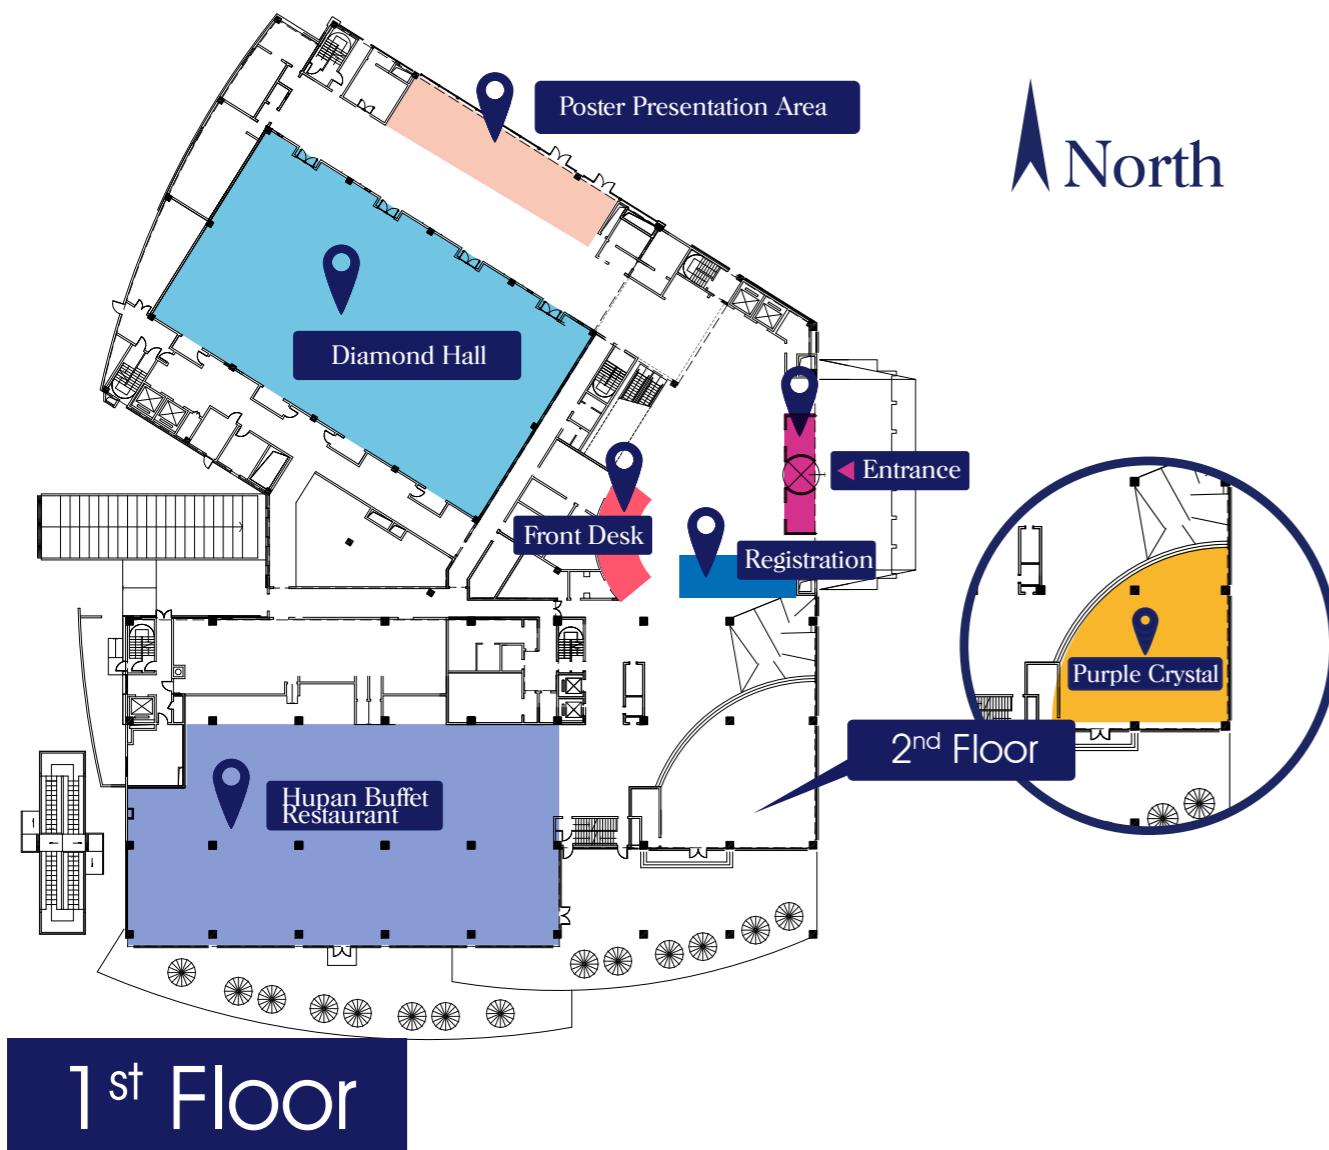 Poster Presentation Area
North
Diamond Hall
Entrance
Front Desk
Registration
Purple Crystal
2nd Floor
Hupan Buffet
Restaurant
1st Floor